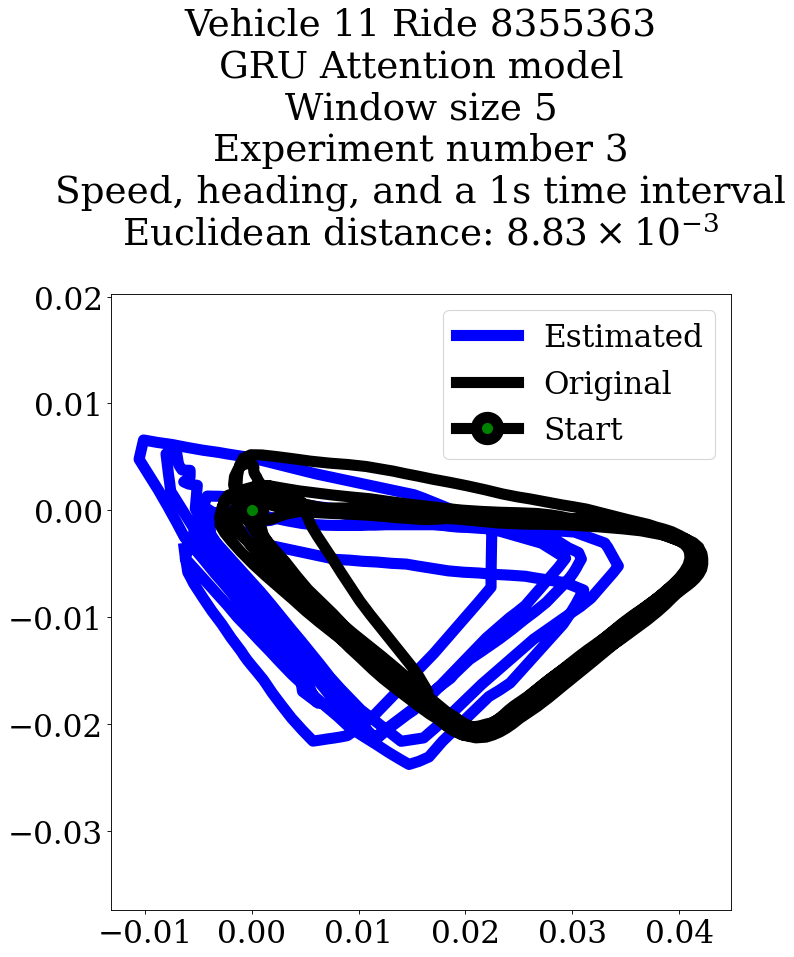 Vehicle 11 Ride 8355363
GRU Attention model
Window size 5
Experiment number 3
Speed, heading, and a 1s time interval
Euclidean distance: 8.83 × 10⁻³
0.02
0.01
0.00
−0.01
−0.02
−0.03
Estimated
Original
Start
−0.01 0.00 0.01 0.02 0.03 0.04